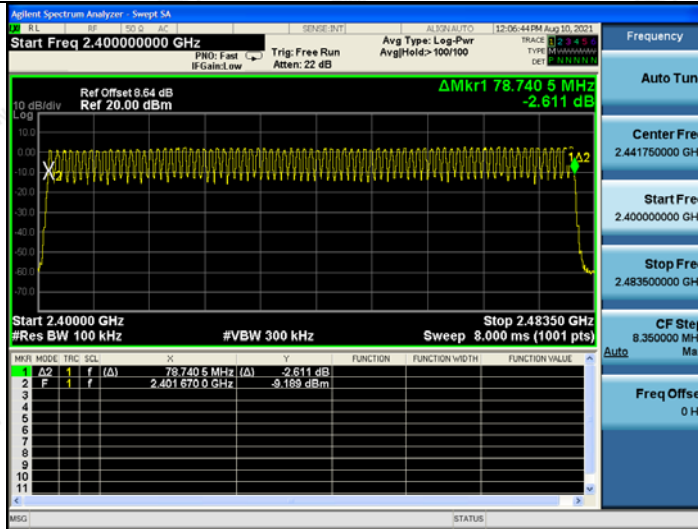 Agilent Spectrum Analyzer - Swept SA
RL RF 50 Ω AC SENSE:INT ALIGNAUTO 12:06:44 PM Aug 10, 2021
Start Freq 2.400000000 GHz
PNO: Fast
IFGain:Low
Trig: Free Run
Atten: 22 dB
Avg Type: Log-Pwr
Avg|Hold:> 100/100
TRACE 1 2 3 4 5 6
TYPE
DET P N N N N N
Ref Offset 8.64 dB
Ref 20.00 dBm
10 dB/div
Log
ΔMkr1 78.740 5 MHz
-2.611 dB
10.0
0.00
-10.0
-20.0
-30.0
-40.0
-50.0
-60.0
-70.0
2
1Δ2
Start 2.40000 GHz
Stop 2.48350 GHz
#Res BW 100 kHz #VBW 300 kHz Sweep 8.000 ms (1001 pts)
MKR MODE TRC SCL X Y FUNCTION FUNCTION WIDTH FUNCTION VALUE
1 Δ2 1 f (Δ) 78.740 5 MHz (Δ) -2.611 dB
2 F 1 f 2.401 670 0 GHz -9.189 dBm
3
4
5
6
7
8
9
10
11
MSG STATUS
Frequency
Auto Tun
Center Fre
2.441750000 GH
Start Fre
2.400000000 GH
Stop Fre
2.483500000 GH
CF Ste
8.350000 MH
Auto Ma
Freq Offse
0 H